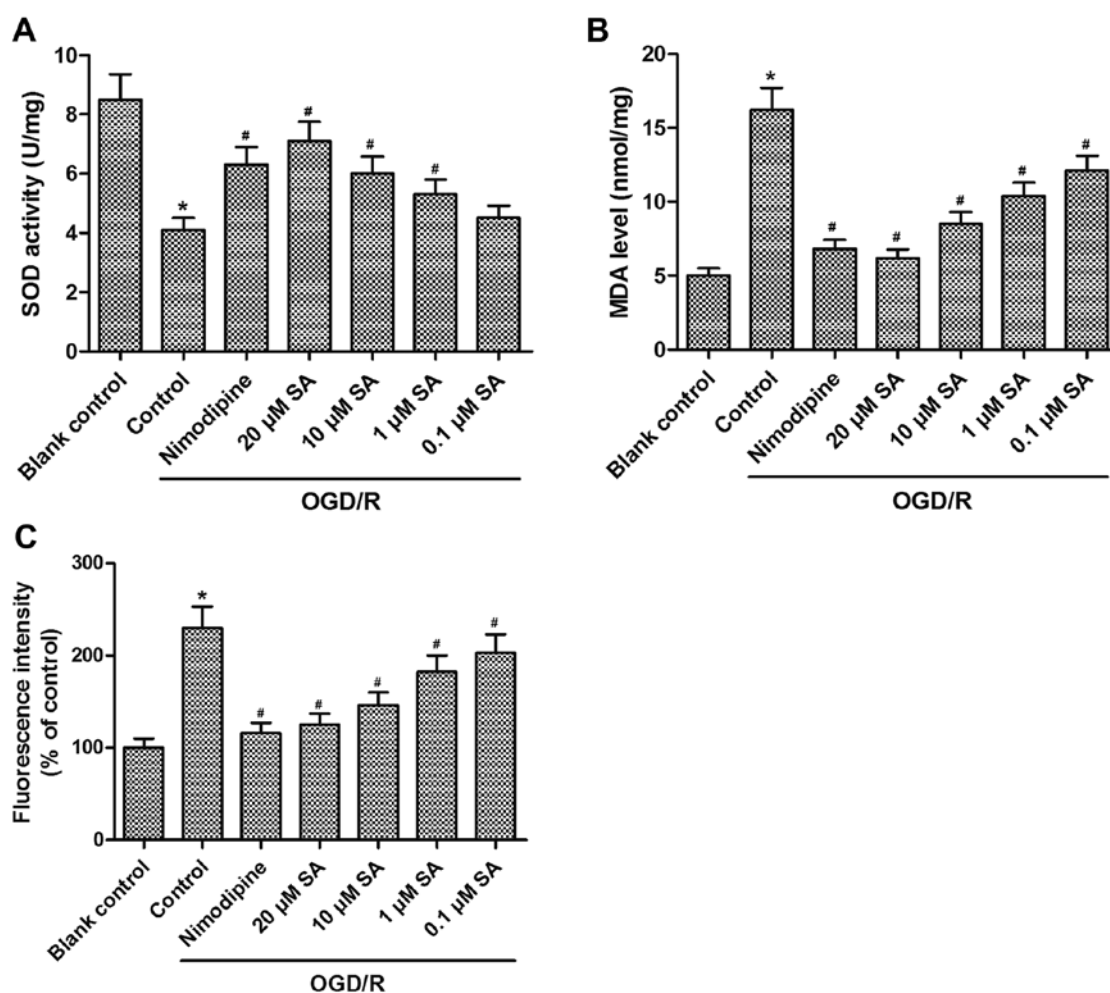 A
SOD activity (U/mg)
10
8
6
4
2
0
*
#
#
#
#
Blank control
Control
Nimodipine
20 µM SA
10 µM SA
1 µM SA
0.1 µM SA
OGD/R
B
MDA level (nmol/mg)
20
15
10
5
0
*
#
#
#
#
#
Blank control
Control
Nimodipine
20 µM SA
10 µM SA
1 µM SA
0.1 µM SA
OGD/R
C
Fluorescence intensity
(% of control)
300
200
100
0
*
#
#
#
#
#
Blank control
Control
Nimodipine
20 µM SA
10 µM SA
1 µM SA
0.1 µM SA
OGD/R